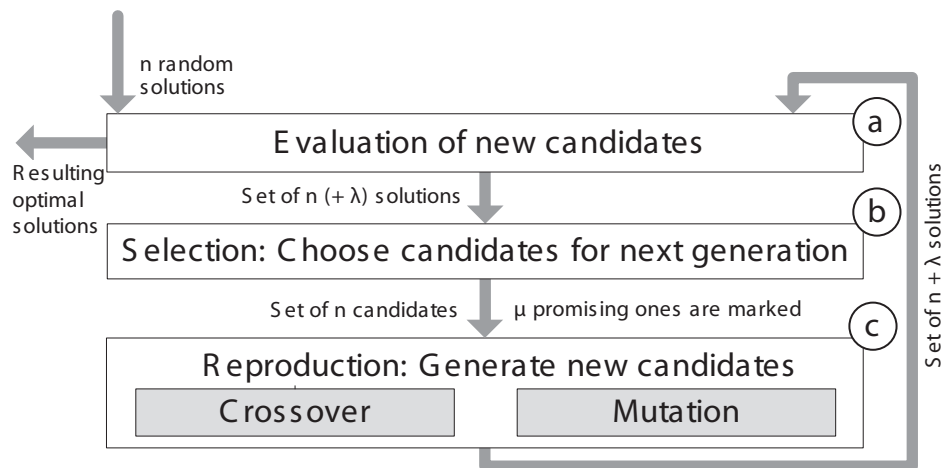 n random
solutions
a
Evaluation of new candidates
Resulting
optimal
solutions
Set of n (+ λ) solutions
b
Selection: Choose candidates for next generation
Set of n candidates
μ promising ones are marked
c
Reproduction: Generate new candidates
Crossover
Mutation
Set of n + λ solutions